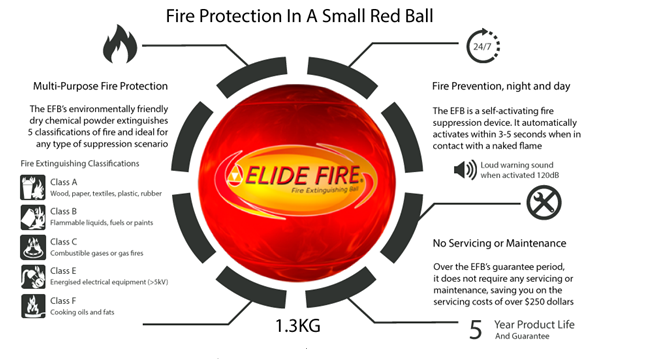 Fire Protection In A Small Red Ball
Multi-Purpose Fire Protection
The EFB's environmentally friendly
dry chemical powder extinguishes
5 classifications of fire and ideal for
any type of suppression scenario
Fire Extinguishing Classifications
Class A
Wood, paper, textiles, plastic, rubber
Class B
Flammable liquids, fuels or paints
Class C
Combustible gases or gas fires
Class E
Energised electrical equipment (>5kV)
Class F
Cooking oils and fats
ELIDE FIRE
Fire Extinguishing Ball
1.3KG
24/7
Fire Prevention, night and day
The EFB is a self-activating fire
suppression device. It automatically
activates within 3-5 seconds when in
contact with a naked flame
Loud warning sound
when activated 120dB
No Servicing or Maintenance
Over the EFB's guarantee period,
it does not require any servicing or
maintenance, saving you on the
servicing costs of over $250 dollars
5 Year Product Life
And Guarantee